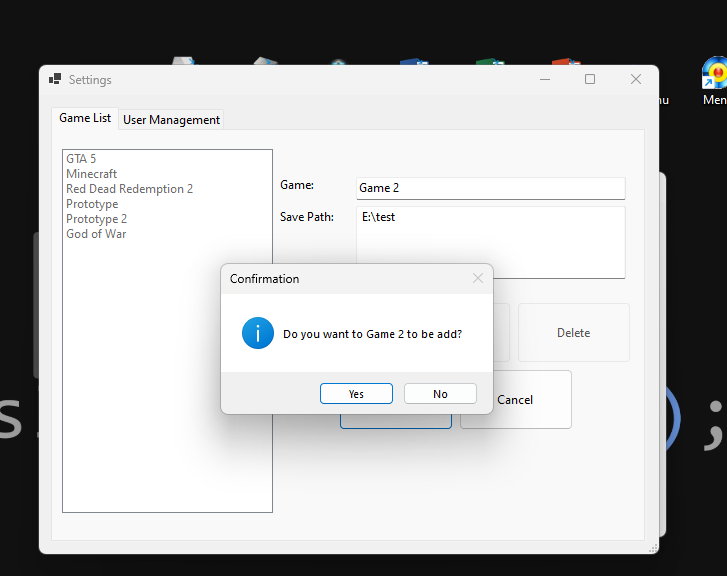 Settings
nu
Men
Game List
User Management
GTA 5
Minecraft
Red Dead Redemption 2
Prototype
Prototype 2
God of War
Game:
Game 2
Save Path:
E:\test
Confirmation
Do you want to Game 2 to be add?
Yes
No
Delete
Cancel
s
) ;